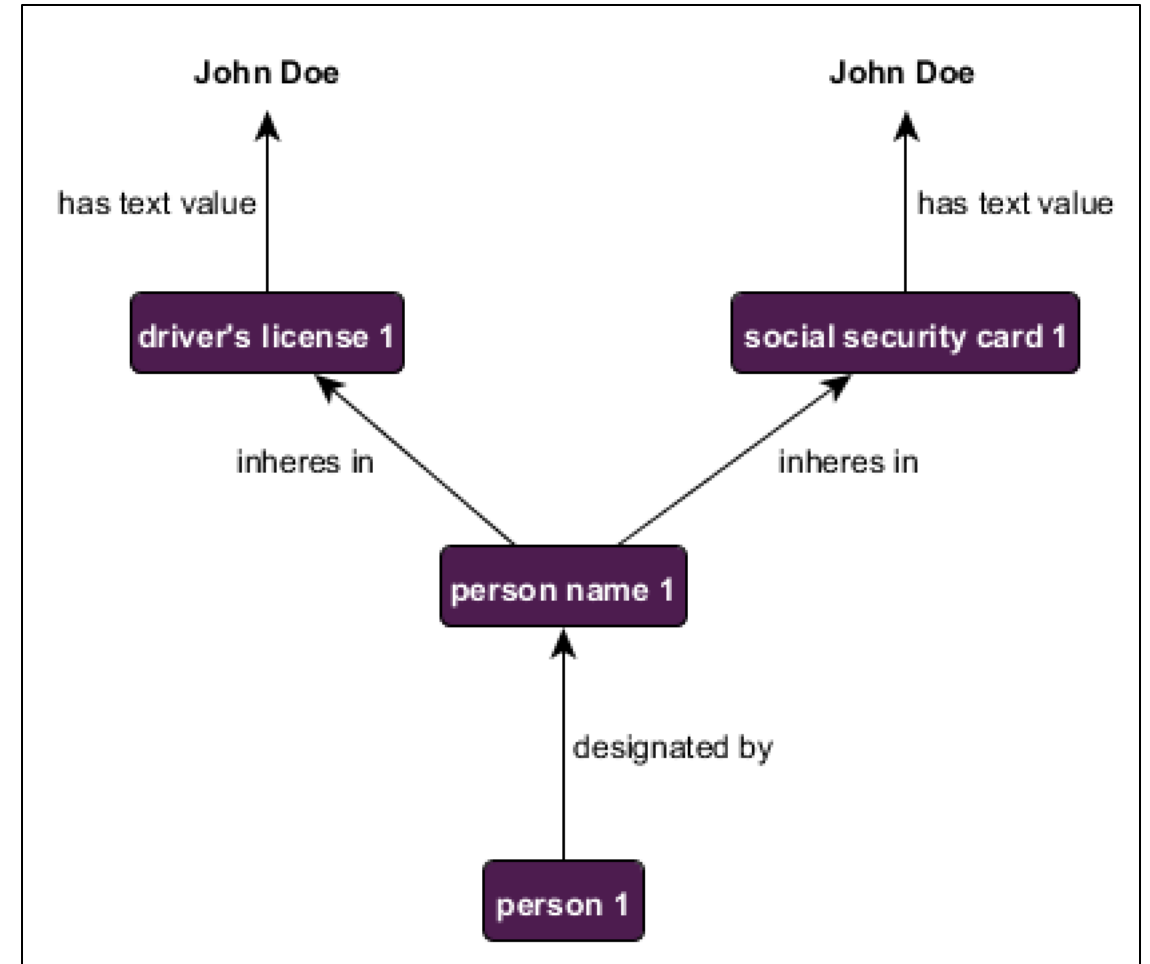 John Doe
John Doe
has text value
has text value
driver's license 1
social security card 1
inheres in
inheres in
person name 1
designated by
person 1